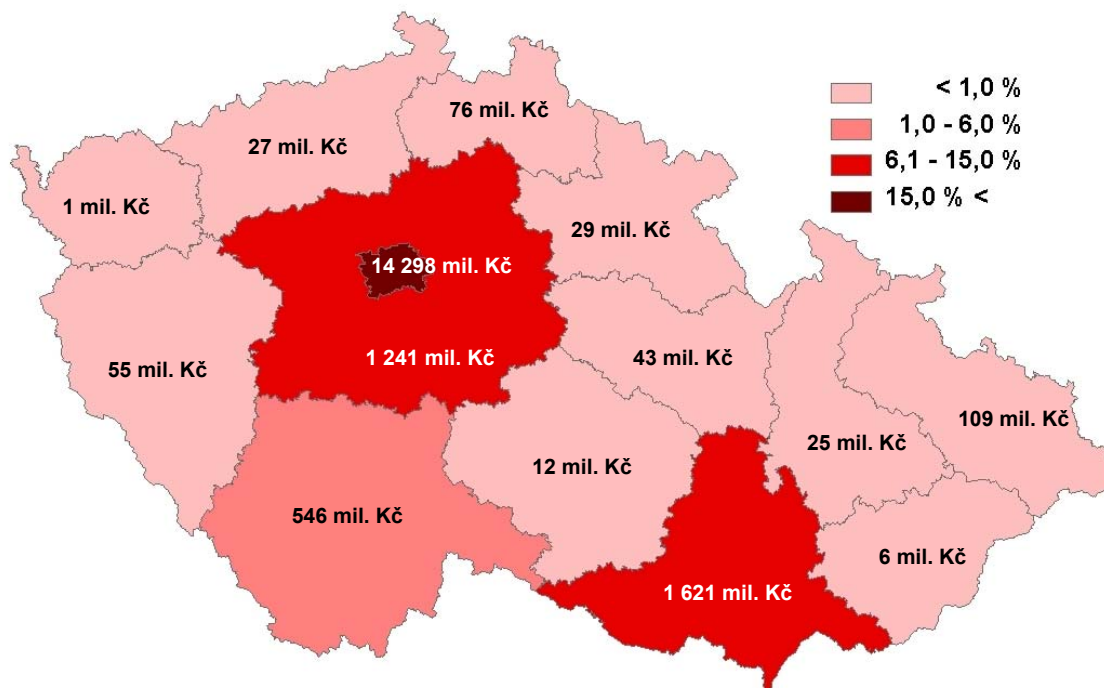 < 1,0 %
1,0 - 6,0 %
6,1 - 15,0 %
15,0 % <
76 mil. Kč
27 mil. Kč
1 mil. Kč
29 mil. Kč
14 298 mil. Kč
1 241 mil. Kč
43 mil. Kč
55 mil. Kč
109 mil. Kč
25 mil. Kč
12 mil. Kč
546 mil. Kč
6 mil. Kč
1 621 mil. Kč